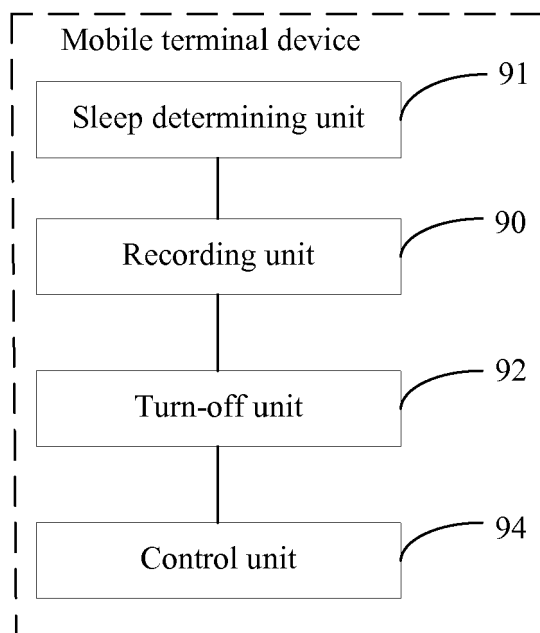 Mobile terminal device
91
Sleep determining unit
90
Recording unit
92
Turn-off unit
94
Control unit